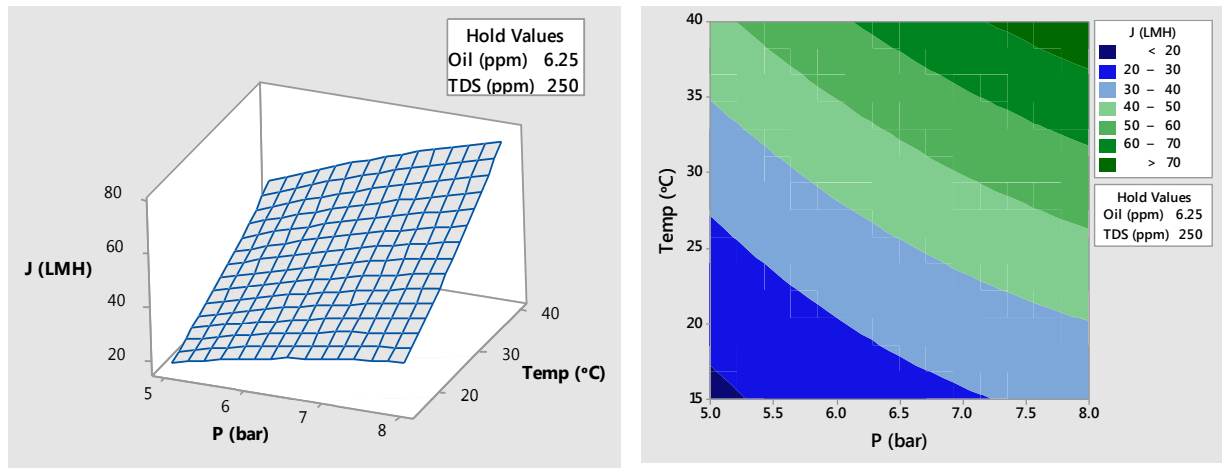 Hold Values
Oil (ppm) 6.25
TDS (ppm) 250
80
60
J (LMH)
40
20
5
6
7
8
P (bar)
20
30
40
Temp (°C)
40
35
30
25
20
15
Temp (°C)
5.0 5.5 6.0 6.5 7.0 7.5 8.0
P (bar)
J (LMH)
< 20
20 – 30
30 – 40
40 – 50
50 – 60
60 – 70
> 70
Hold Values
Oil (ppm) 6.25
TDS (ppm) 250